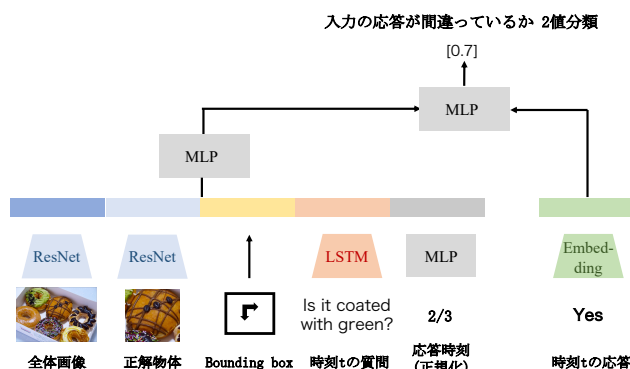 入力の応答が間違っているか 2値分類
[0.7]
MLP
MLP
ResNet
ResNet
LSTM
MLP
Embed-
ding
Is it coated
with green?
2/3
Yes
全体画像
正解物体
Bounding box
時刻tの質問
応答時刻
(正規化)
時刻tの応答